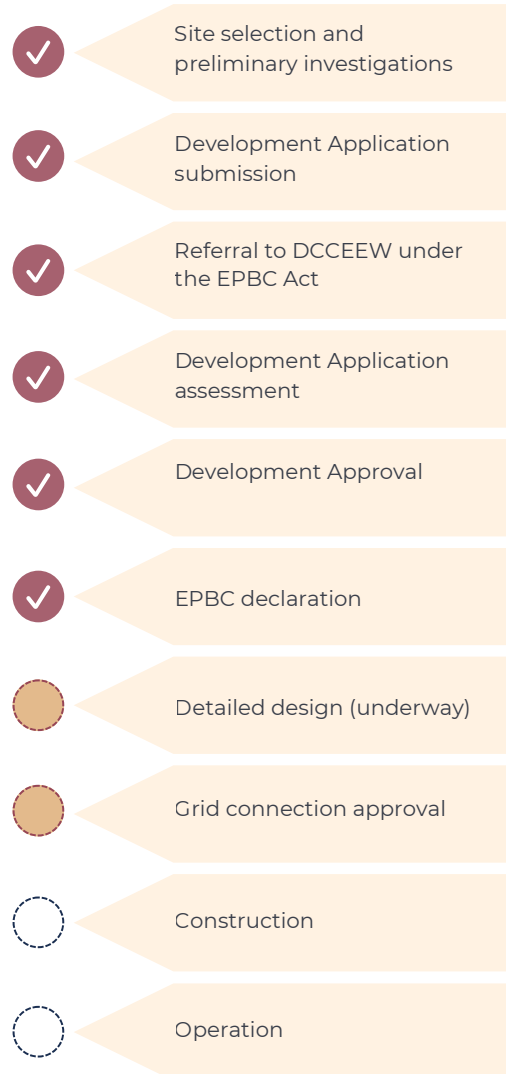 Site selection and
preliminary investigations
Development Application
submission
Referral to DCCEEW under
the EPBC Act
Development Application
assessment
Development Approval
EPBC declaration
Detailed design (underway)
Grid connection approval
Construction
Operation